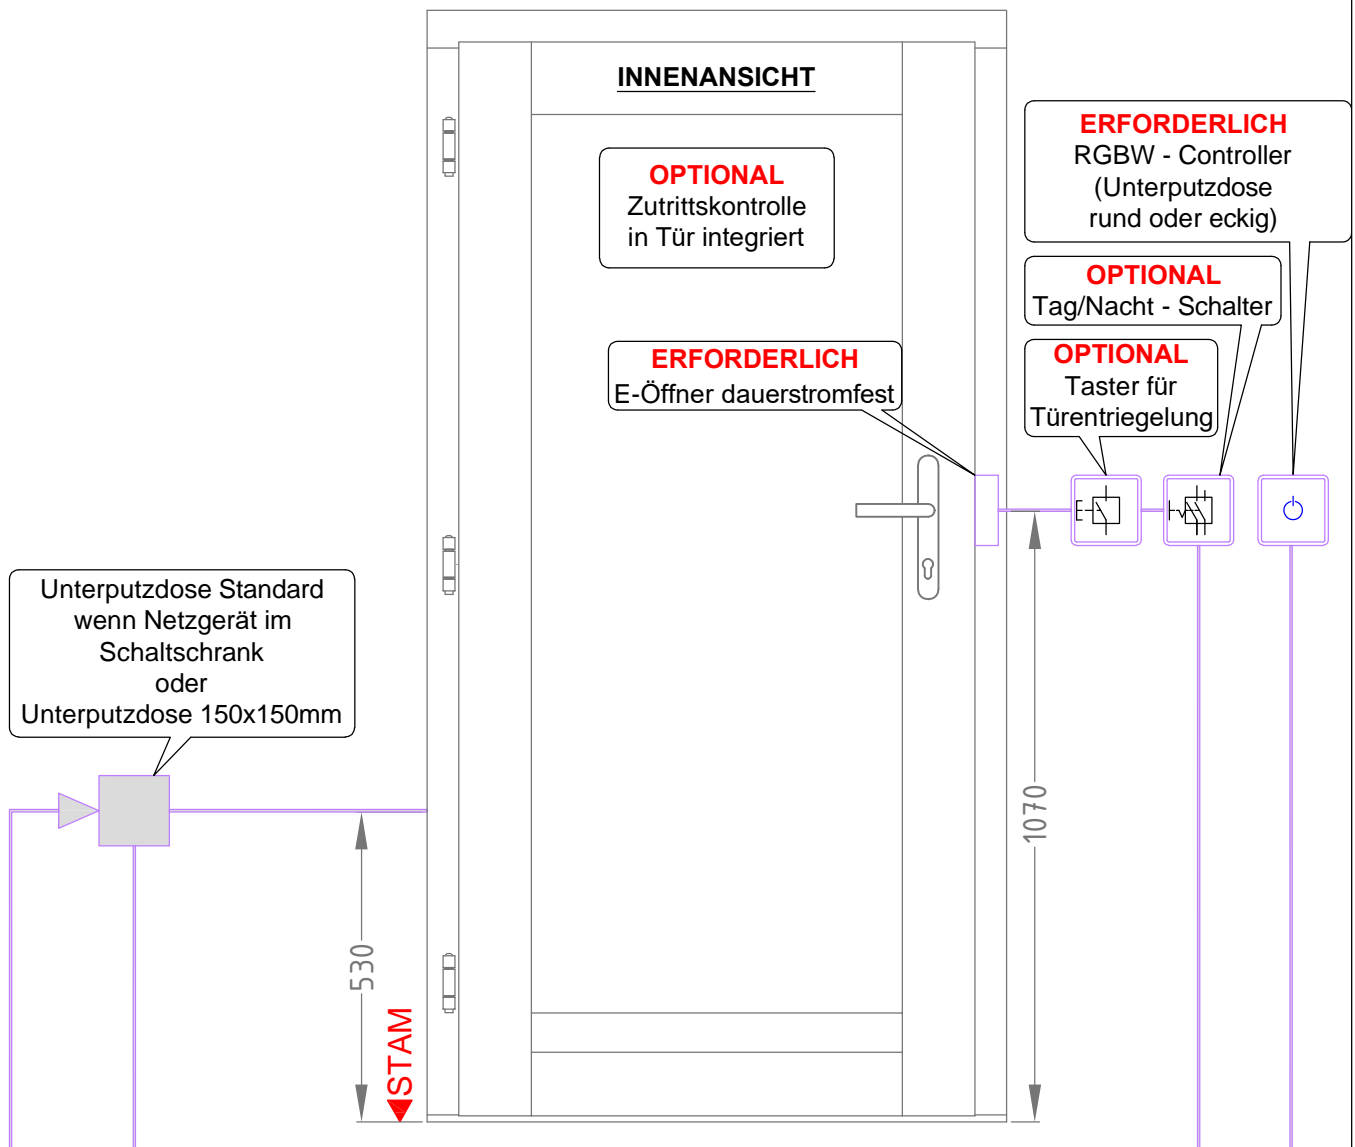 INNENANSICHT
OPTIONAL
Zutrittskontrolle
in Tür integriert
ERFORDERLICH
RGBW - Controller
(Unterputzdose
rund oder eckig)
OPTIONAL
Tag/Nacht - Schalter
OPTIONAL
Taster für
Türentriegelung
ERFORDERLICH
E-Öffner dauerstromfest
Unterputzdose Standard
wenn Netzgerät im
Schaltschrank
oder
Unterputzdose 150x150mm
530
STAM
1070